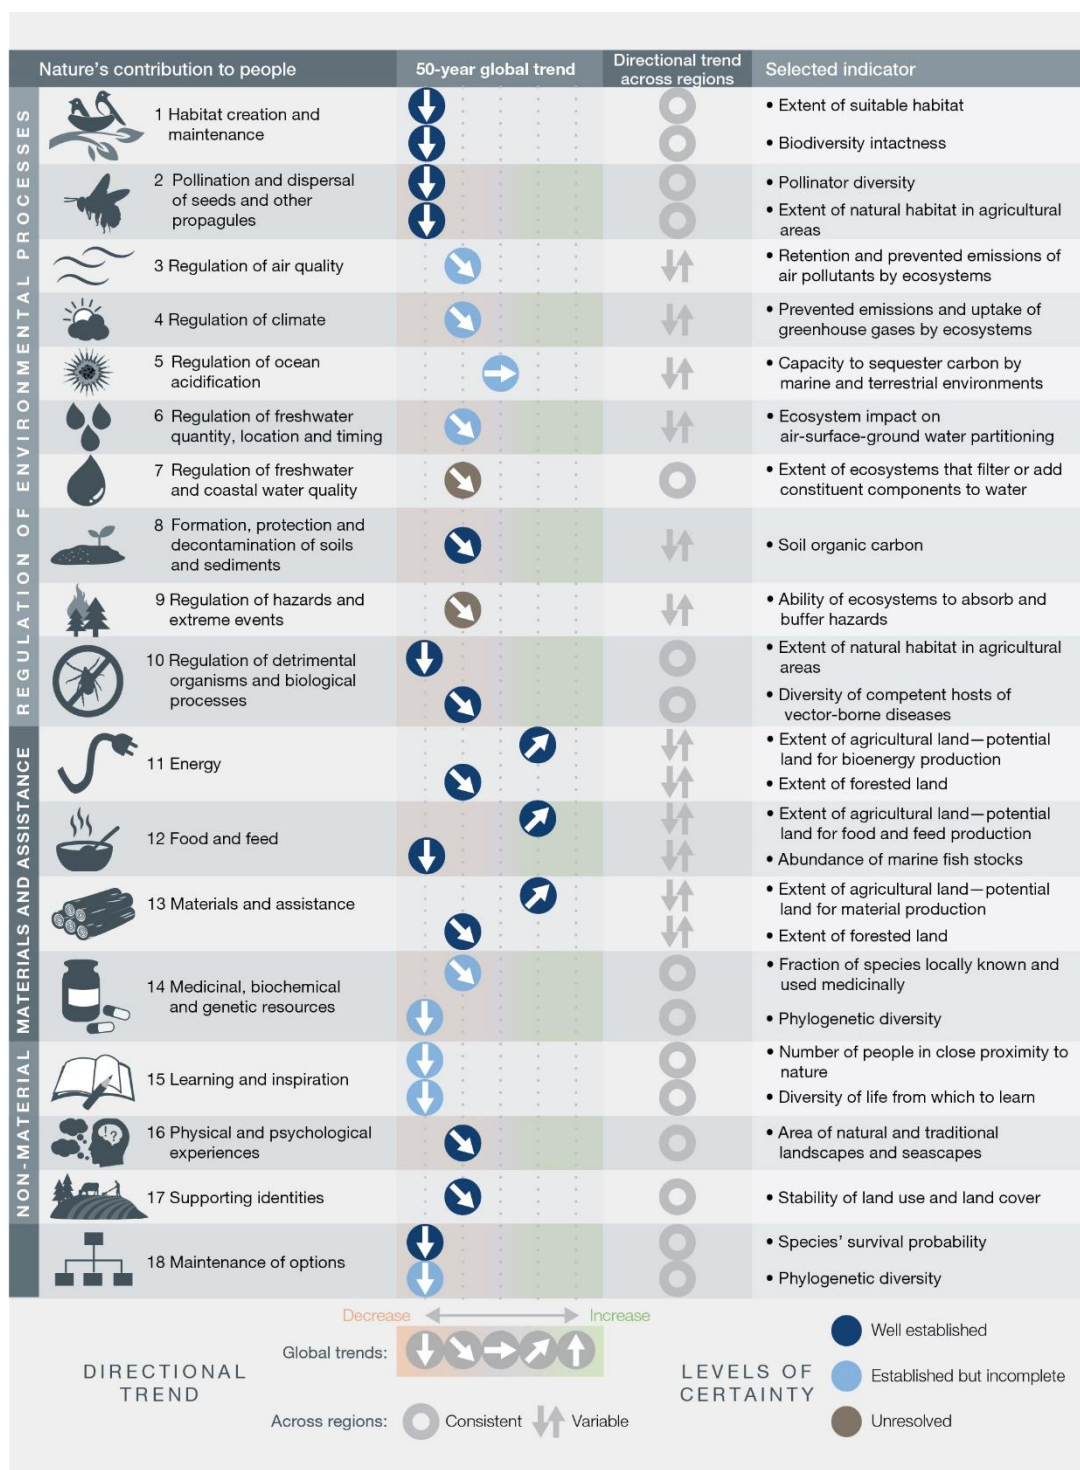 Nature's contribution to people
50-year global trend
Directional trend
across regions
Selected indicator
REGULATION OF ENVIRONMENTAL PROCESSES
1 Habitat creation and
maintenance
• Extent of suitable habitat
• Biodiversity intactness
2 Pollination and dispersal
of seeds and other
propagules
• Pollinator diversity
• Extent of natural habitat in agricultural
areas
3 Regulation of air quality
• Retention and prevented emissions of
air pollutants by ecosystems
4 Regulation of climate
• Prevented emissions and uptake of
greenhouse gases by ecosystems
5 Regulation of ocean
acidification
• Capacity to sequester carbon by
marine and terrestrial environments
6 Regulation of freshwater
quantity, location and timing
• Ecosystem impact on
air-surface-ground water partitioning
7 Regulation of freshwater
and coastal water quality
• Extent of ecosystems that filter or add
constituent components to water
8 Formation, protection and
decontamination of soils
and sediments
• Soil organic carbon
9 Regulation of hazards and
extreme events
• Ability of ecosystems to absorb and
buffer hazards
10 Regulation of detrimental
organisms and biological
processes
• Extent of natural habitat in agricultural
areas
• Diversity of competent hosts of
vector-borne diseases
MATERIALS AND ASSISTANCE
11 Energy
• Extent of agricultural land—potential
land for bioenergy production
• Extent of forested land
12 Food and feed
• Extent of agricultural land—potential
land for food and feed production
• Abundance of marine fish stocks
13 Materials and assistance
• Extent of agricultural land—potential
land for material production
• Extent of forested land
14 Medicinal, biochemical
and genetic resources
• Fraction of species locally known and
used medicinally
• Phylogenetic diversity
NON-MATERIAL
15 Learning and inspiration
• Number of people in close proximity to
nature
• Diversity of life from which to learn
!?
16 Physical and psychological
experiences
• Area of natural and traditional
landscapes and seascapes
17 Supporting identities
• Stability of land use and land cover
18 Maintenance of options
• Species' survival probability
• Phylogenetic diversity
Decrease
Increase
Global trends:
DIRECTIONAL
TREND
Across regions:
Consistent
Variable
LEVELS OF
CERTAINTY
Well established
Established but incomplete
Unresolved